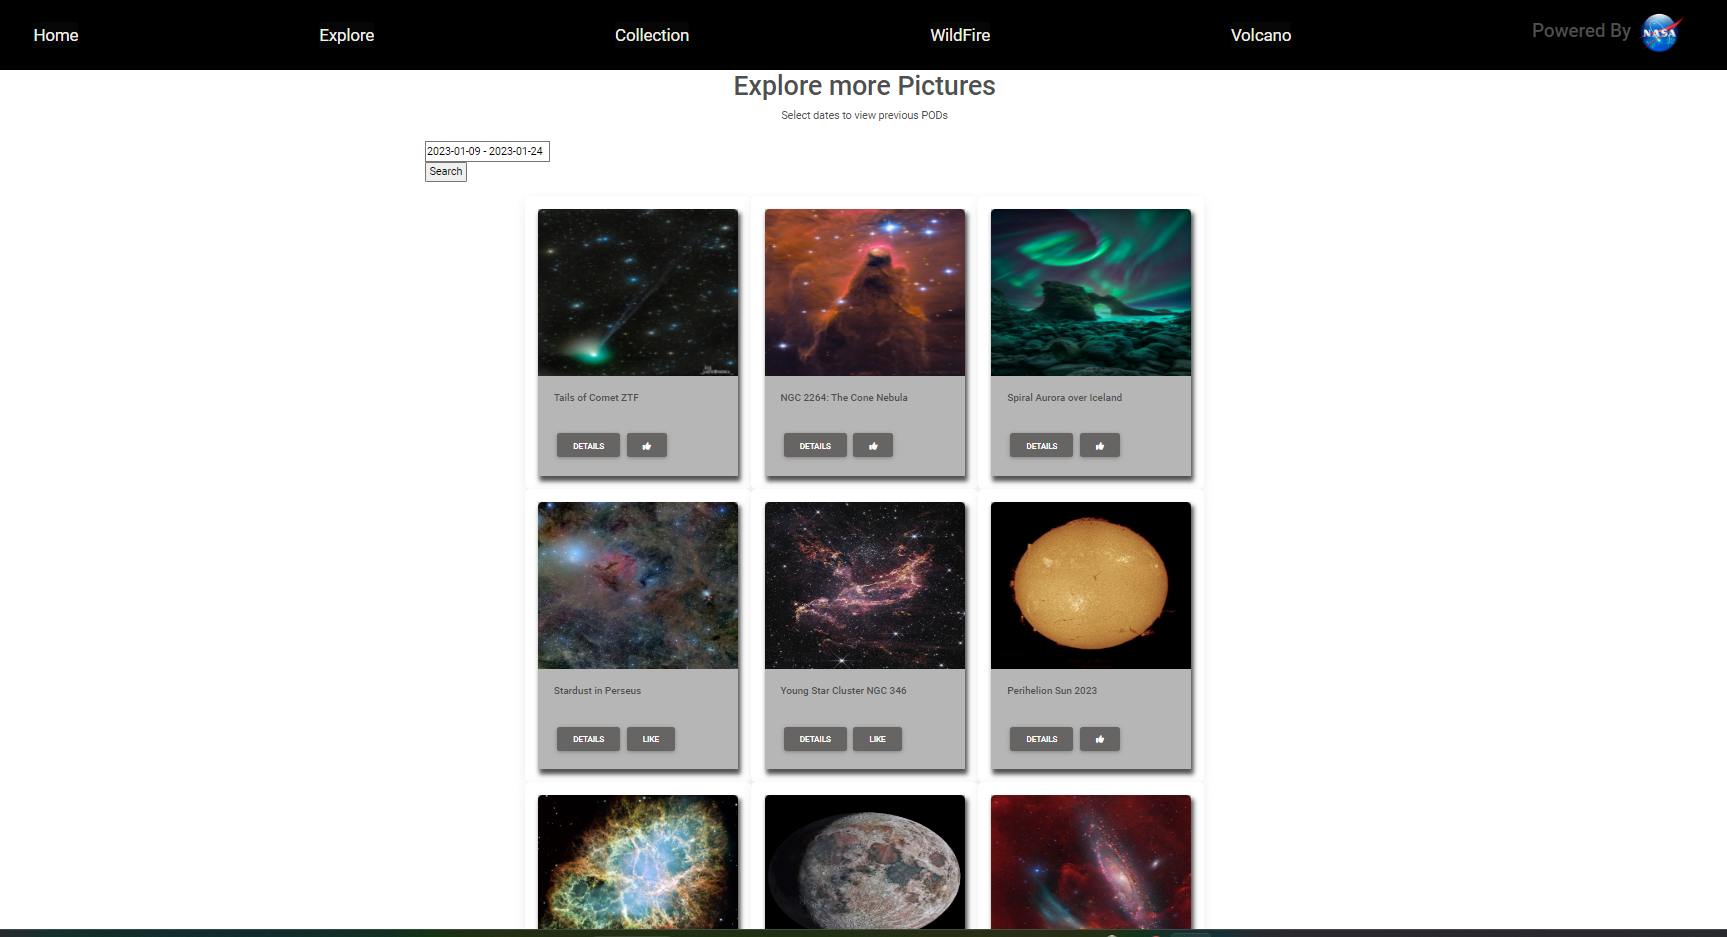 Home Explore Collection WildFire Volcano Powered By NASA
Explore more Pictures
Select dates to view previous PODs
2023-01-09 - 2023-01-24
Search
Tails of Comet ZTF
DETAILS
NGC 2264: The Cone Nebula
DETAILS
Spiral Aurora over Iceland
DETAILS
Stardust in Perseus
DETAILS LIKE
Young Star Cluster NGC 346
DETAILS LIKE
Perihelion Sun 2023
DETAILS